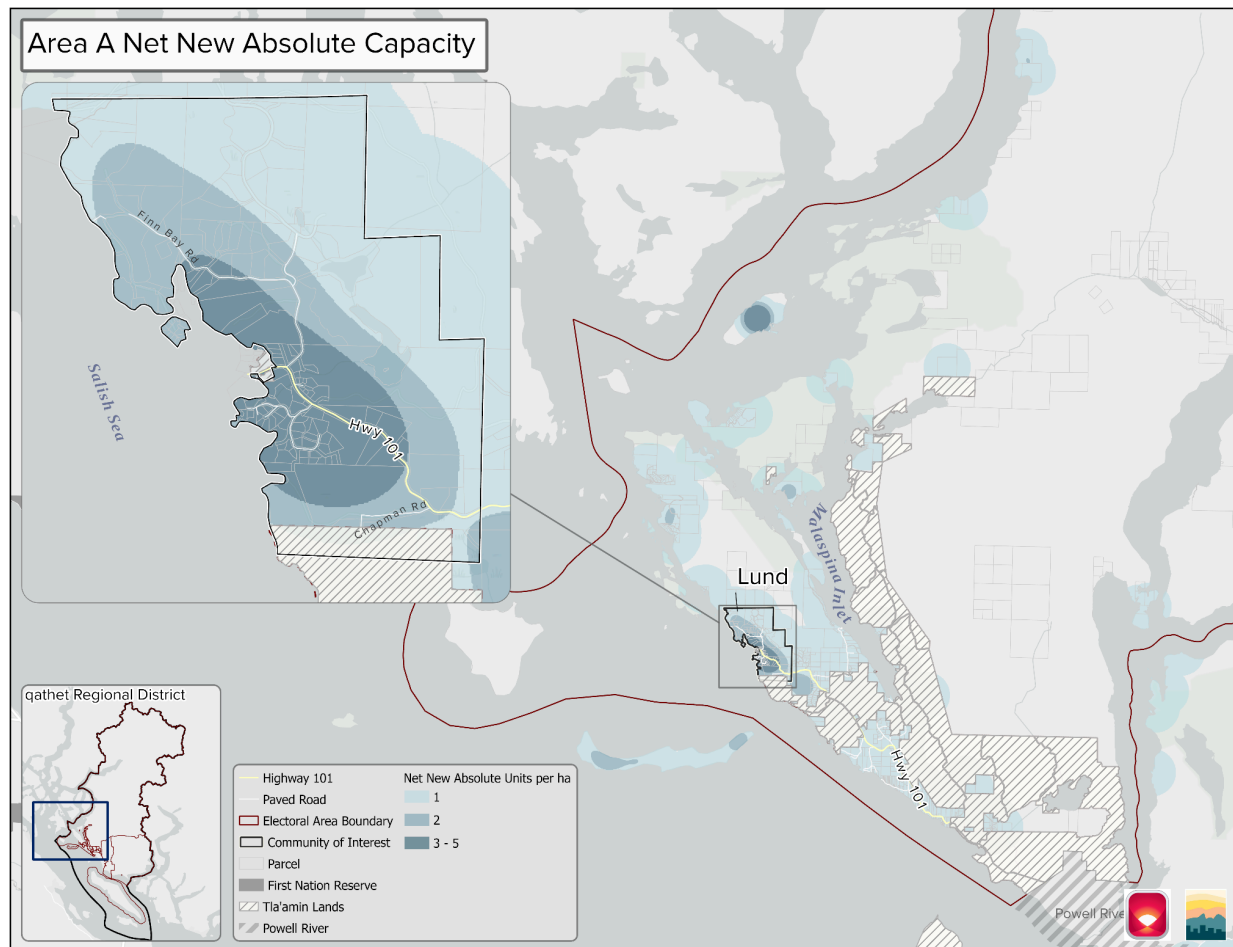 Area A Net New Absolute Capacity
Finn Bay Rd
Salish Sea
Hwy 101
Chapman Rd
Malaspina Inlet
Lund
Hwy 101
qathet Regional District
Highway 101
Paved Road
Electoral Area Boundary
Community of Interest
Parcel
First Nation Reserve
Tla'amin Lands
Powell River
Net New Absolute Units per ha
1
2
3 - 5
Powell